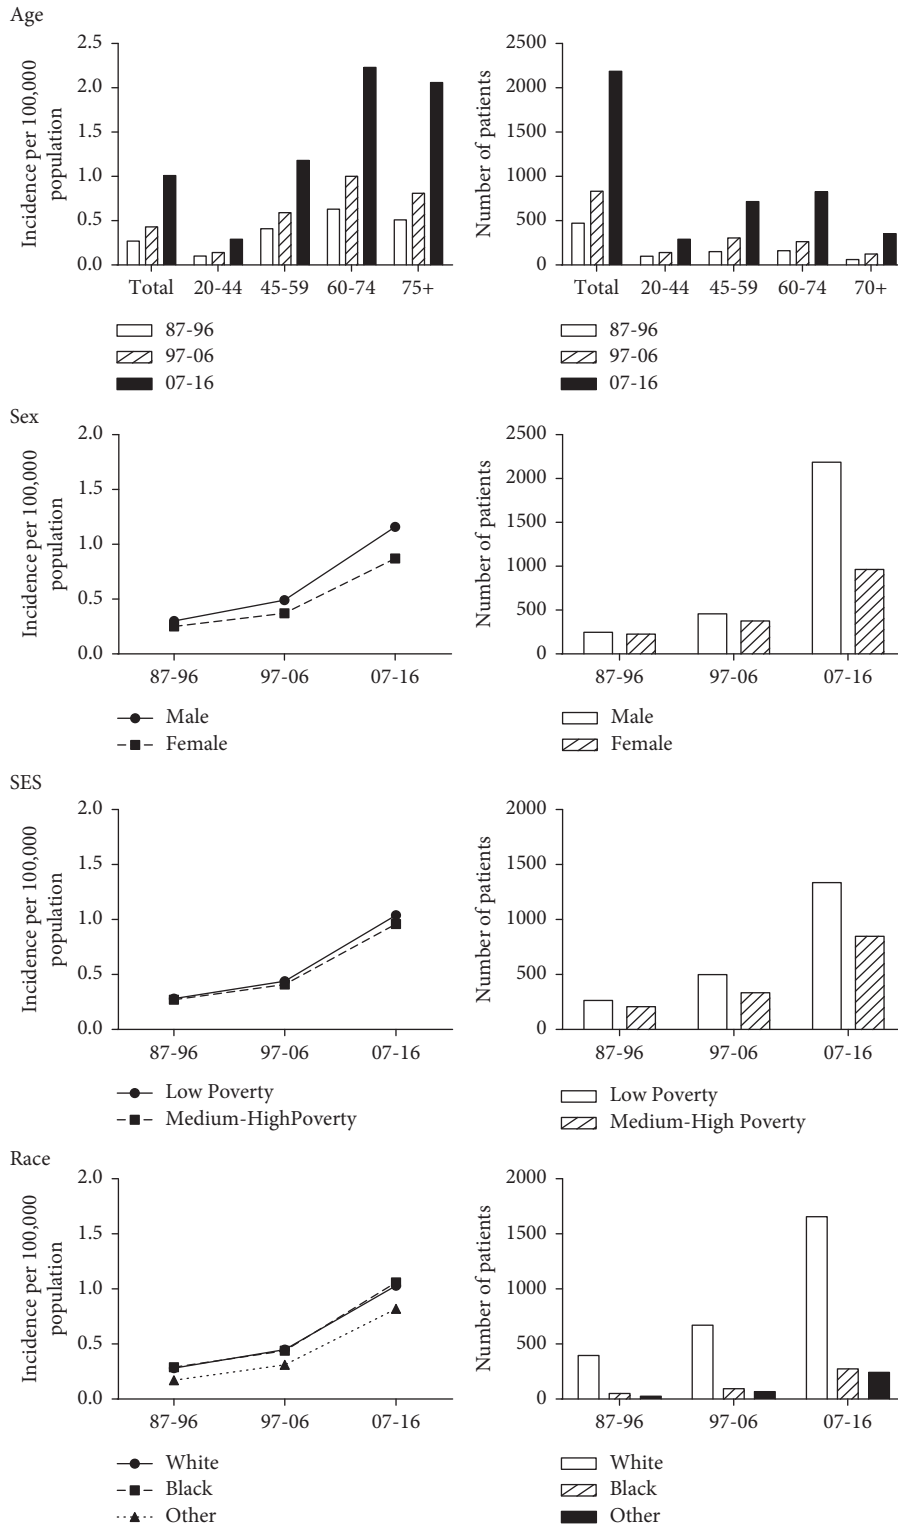 Age
Incidence per 100,000
population
2.5
2.0
1.5
1.0
0.5
0.0
Total 20-44 45-59 60-74 75+
87-96
97-06
07-16
Number of patients
2500
2000
1500
1000
500
0
Total 20-44 45-59 60-74 70+
87-96
97-06
07-16
Sex
Incidence per 100,000
population
2.0
1.5
1.0
0.5
0.0
87-96 97-06 07-16
Male
Female
Number of patients
2500
2000
1500
1000
500
0
87-96 97-06 07-16
Male
Female
SES
Incidence per 100,000
population
2.0
1.5
1.0
0.5
0.0
87-96 97-06 07-16
Low Poverty
Medium-HighPoverty
Number of patients
2000
1500
1000
500
0
87-96 97-06 07-16
Low Poverty
Medium-High Poverty
Race
Incidence per 100,000
population
2.0
1.5
1.0
0.5
0.0
87-96 97-06 07-16
White
Black
Other
Number of patients
2000
1500
1000
500
0
87-96 97-06 07-16
White
Black
Other